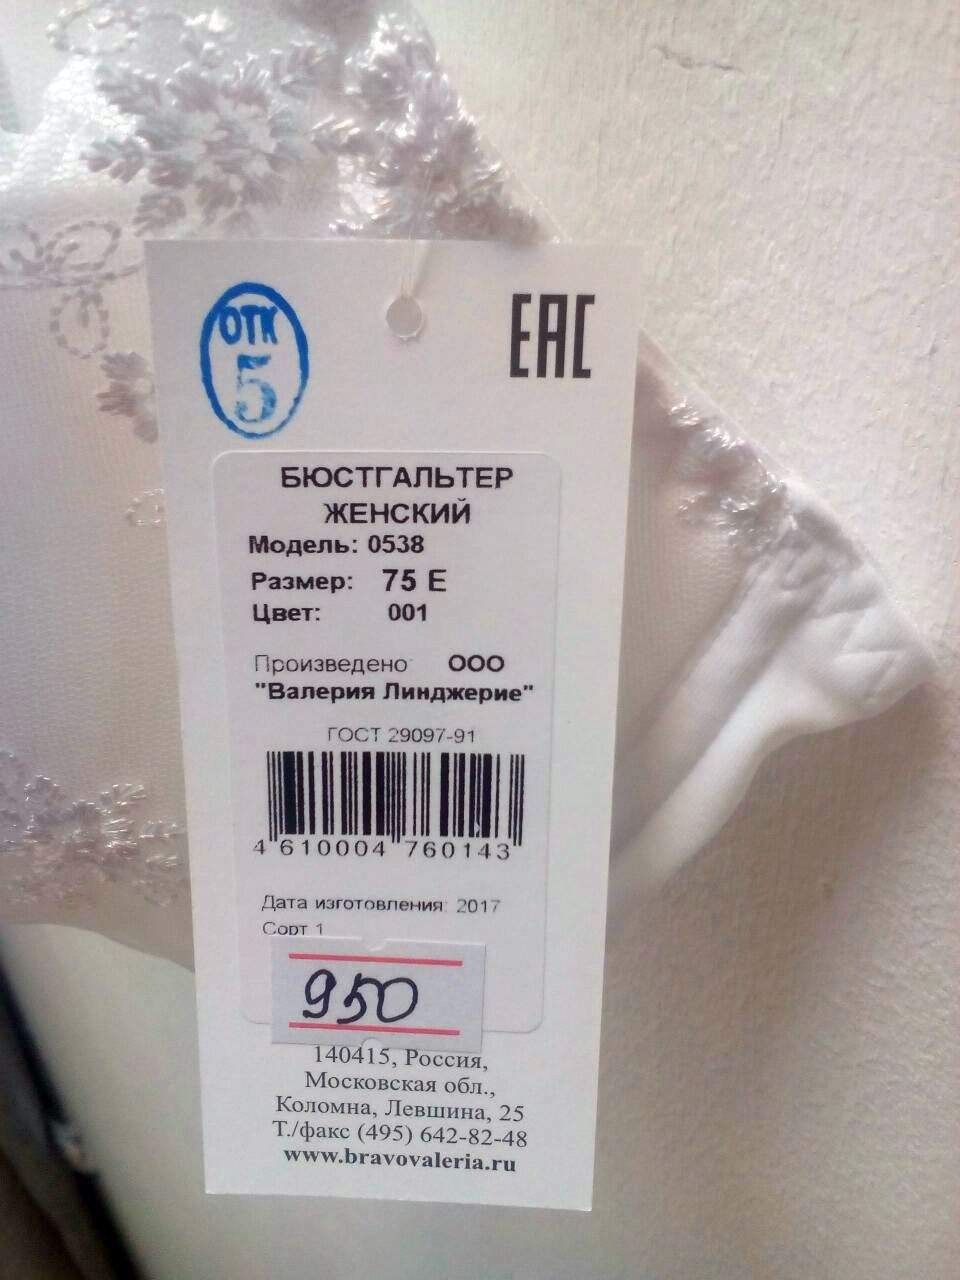 ОТК
5
ЕАС
БЮСТГАЛЬТЕР
ЖЕНСКИЙ
Модель: 0538
Размер: 75 Е
Цвет: 001
Произведено ООО
"Валерия Линджерие"
ГОСТ 29097-91
4 610004 760143
Дата изготовления: 2017
Сорт 1
950
140415, Россия,
Московская обл.,
Коломна, Левшина, 25
Т./факс (495) 642-82-48
www.bravovaleria.ru